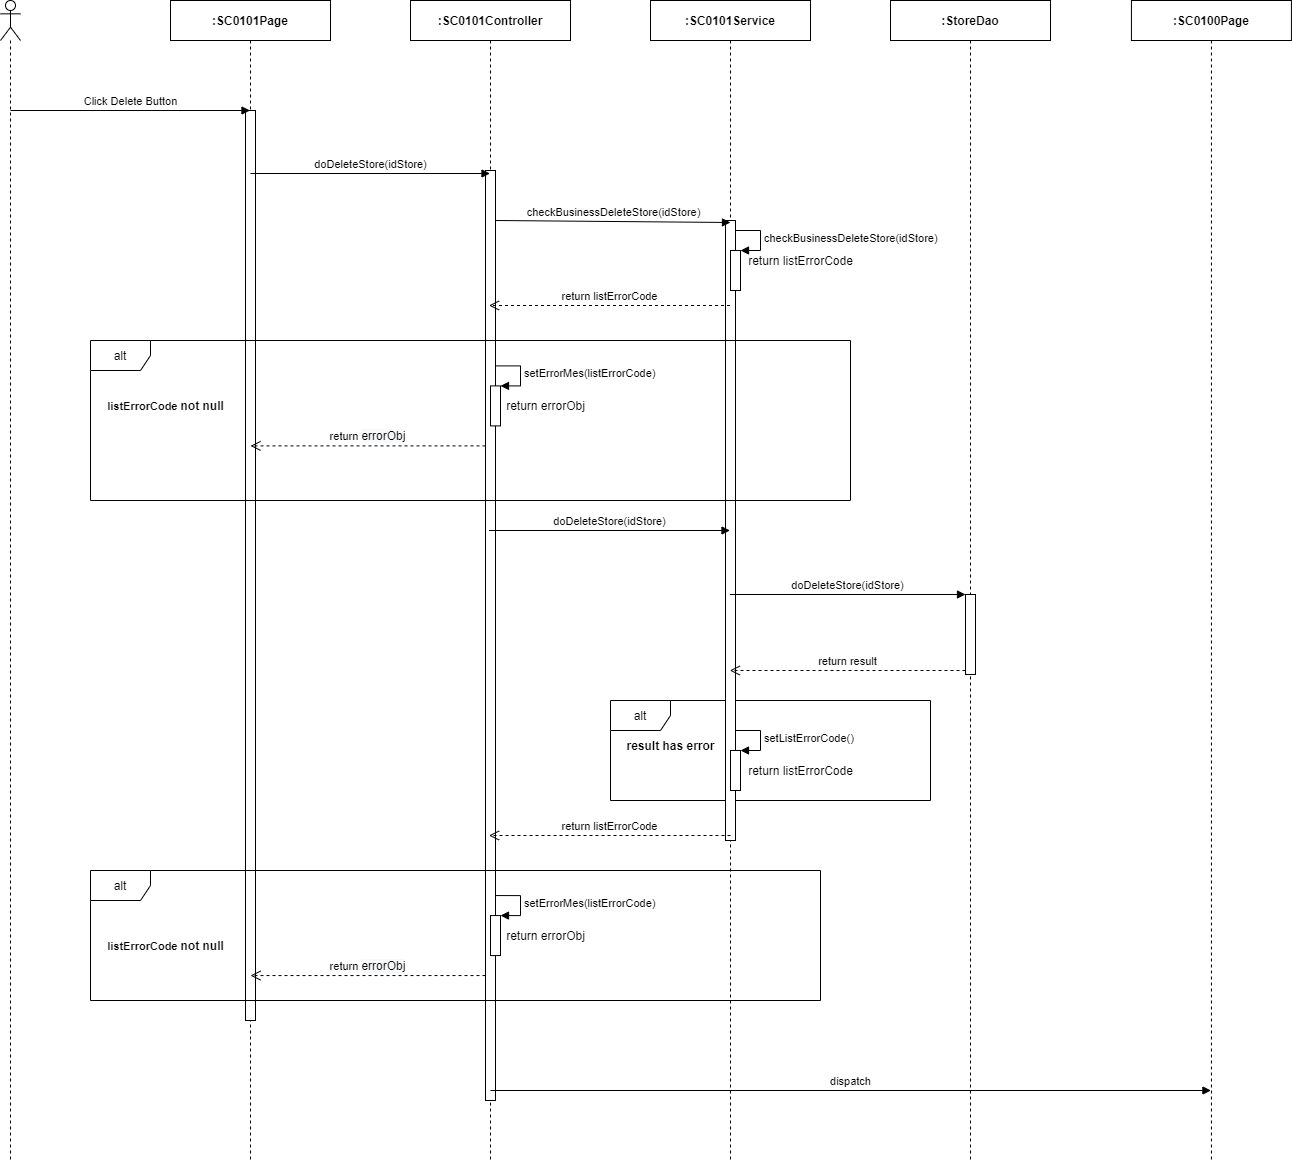 :SC0101Page
:SC0101Controller
:SC0101Service
:StoreDao
:SC0100Page
Click Delete Button
doDeleteStore(idStore)
checkBusinessDeleteStore(idStore)
checkBusinessDeleteStore(idStore)
return listErrorCode
return listErrorCode
alt
setErrorMes(listErrorCode)
listErrorCode not null
return errorObj
return errorObj
doDeleteStore(idStore)
doDeleteStore(idStore)
return result
alt
setListErrorCode()
result has error
return listErrorCode
return listErrorCode
alt
setErrorMes(listErrorCode)
return errorObj
listErrorCode not null
return errorObj
dispatch